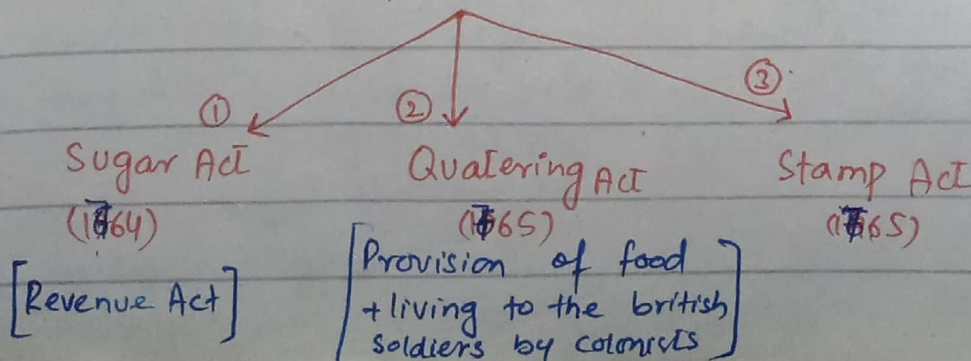 ① ② ③
Sugar Act Quatering Act Stamp Act
(1764) (1765) (1765)
[Revenue Act] [Provision of food
+ living to the british
soldiers by colonists]